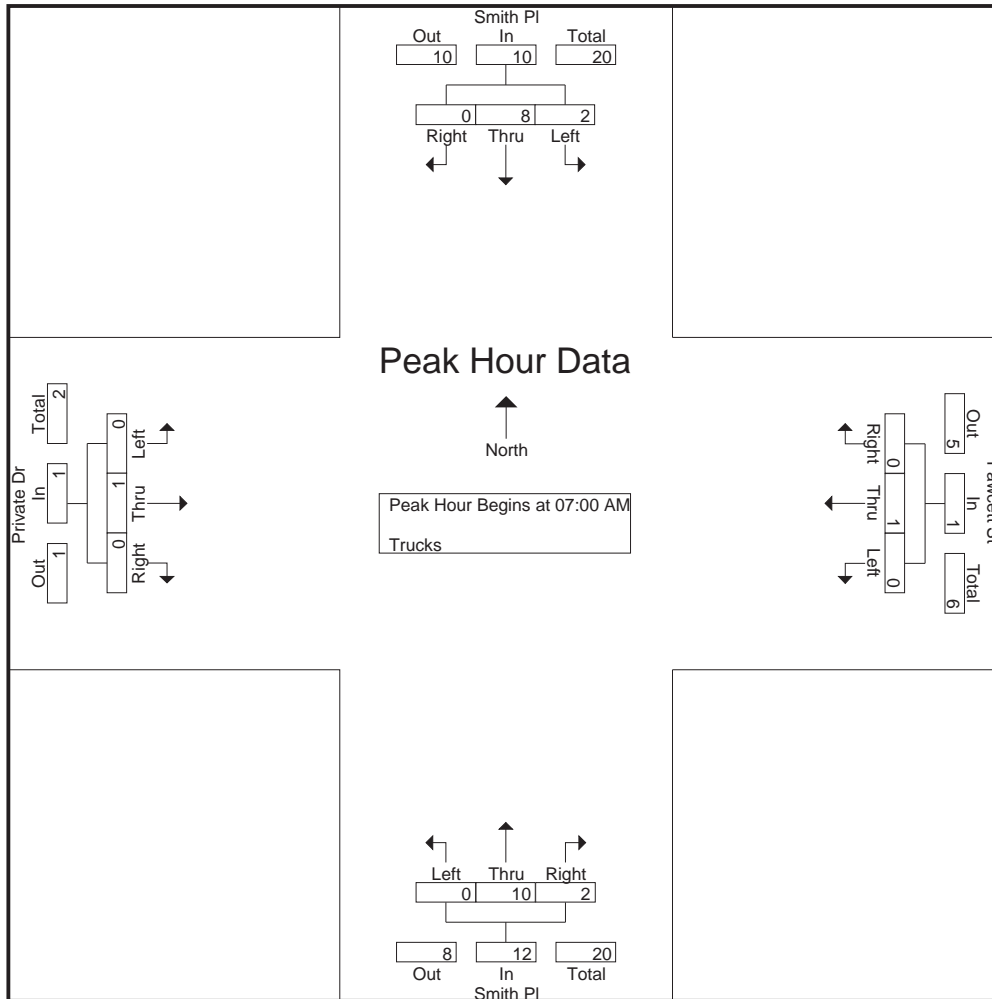 Smith Pl
Out In Total
10 10 20
0 8 2
Right Thru Left
Peak Hour Data
North
Peak Hour Begins at 07:00 AM
Trucks
Private Dr
Out In Total
1 1 2
Left Thru Right
0 1 0
Fawcett St
Out In Total
5 1 6
Right Thru Left
0 1 0
Left Thru Right
0 10 2
8 12 20
Out In Total
Smith Pl